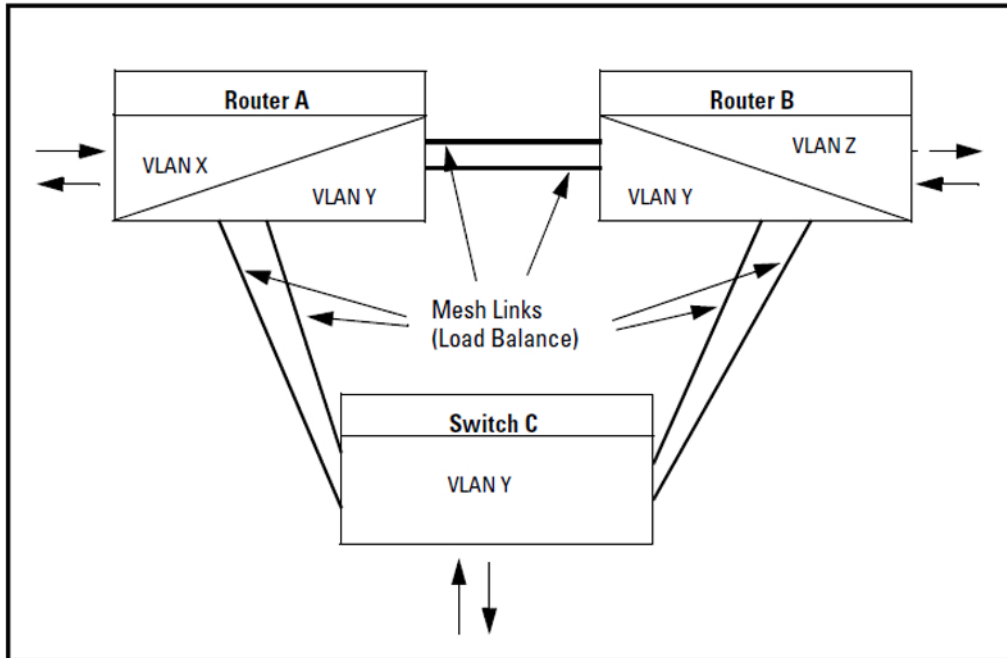 Router A
Router B
VLAN X
VLAN Y
VLAN Z
VLAN Y
Mesh Links
(Load Balance)
Switch C
VLAN Y